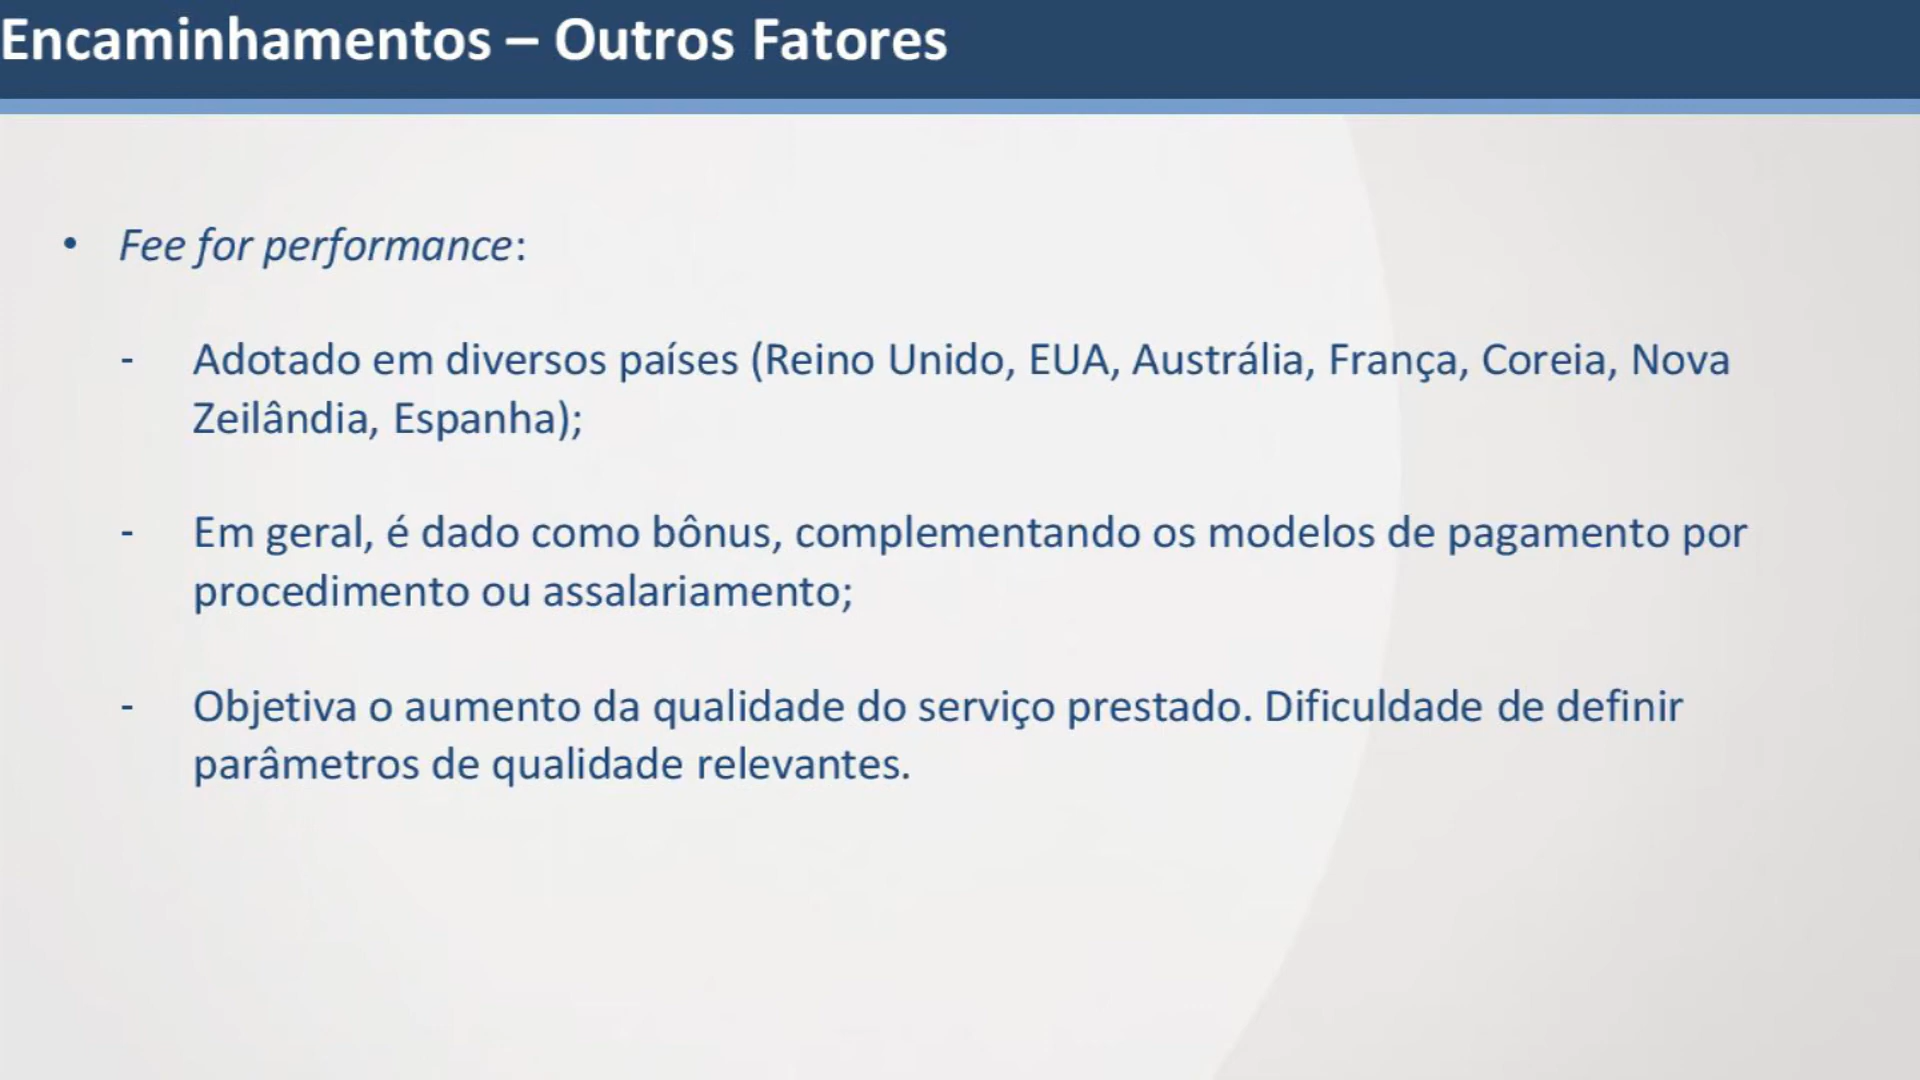 Encaminhamentos – Outros Fatores
• Fee for performance:
- Adotado em diversos países (Reino Unido, EUA, Austrália, França, Coreia, Nova
Zeilândia, Espanha);
- Em geral, é dado como bônus, complementando os modelos de pagamento por
procedimento ou assalariamento;
- Objetiva o aumento da qualidade do serviço prestado. Dificuldade de definir
parâmetros de qualidade relevantes.